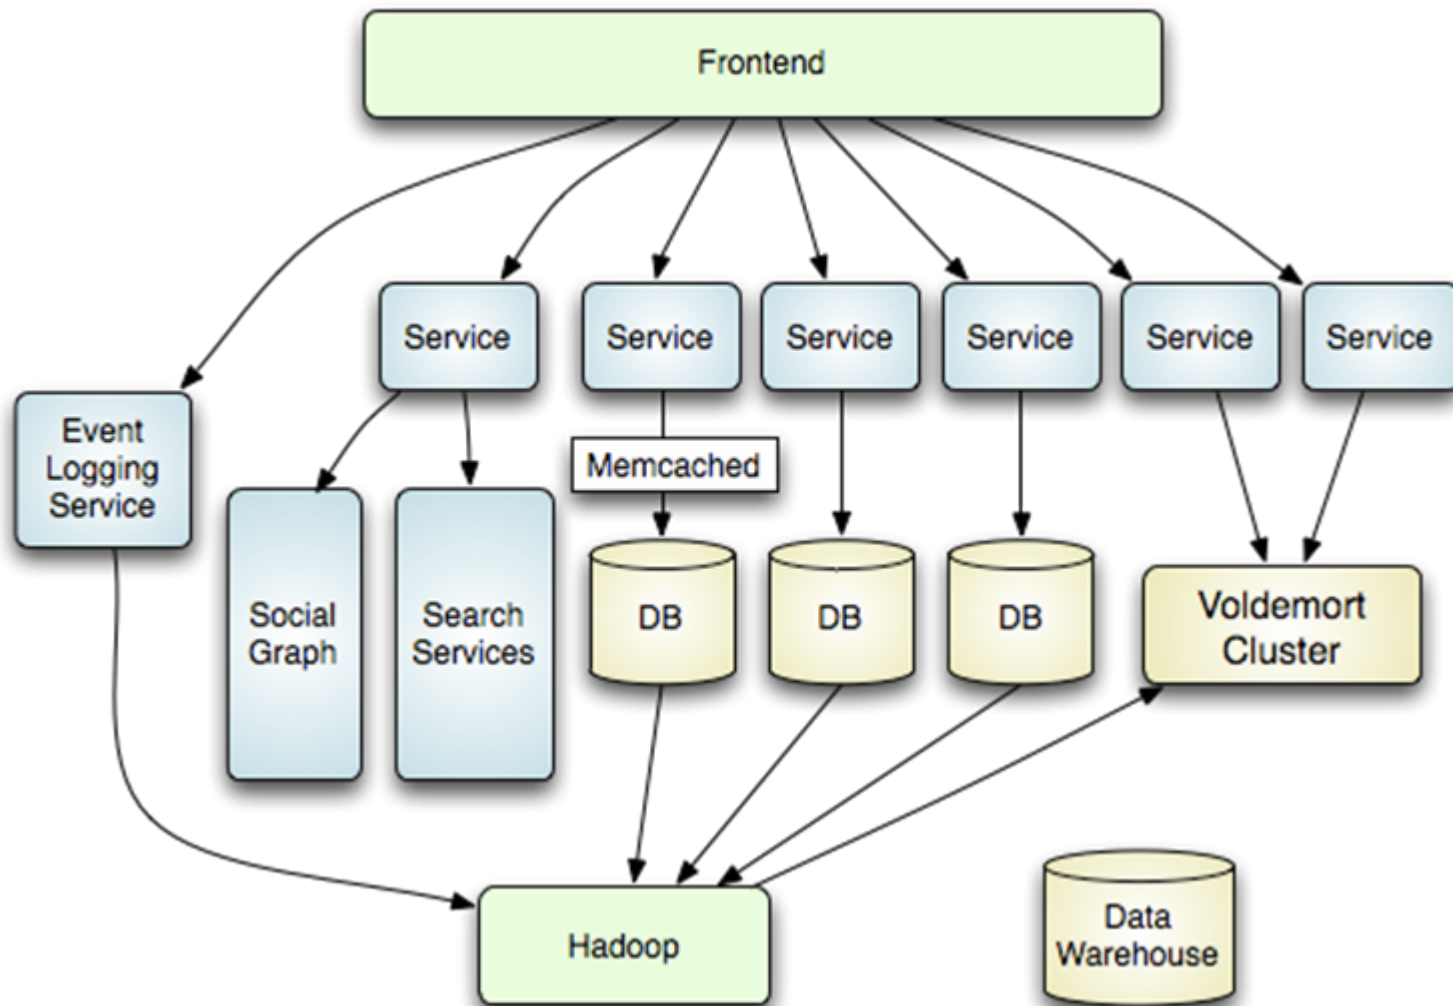 Frontend
Service
Service
Service
Service
Service
Service
Event
Logging
Service
Memcached
Social
Graph
Search
Services
DB
DB
DB
Voldemort
Cluster
Hadoop
Data
Warehouse